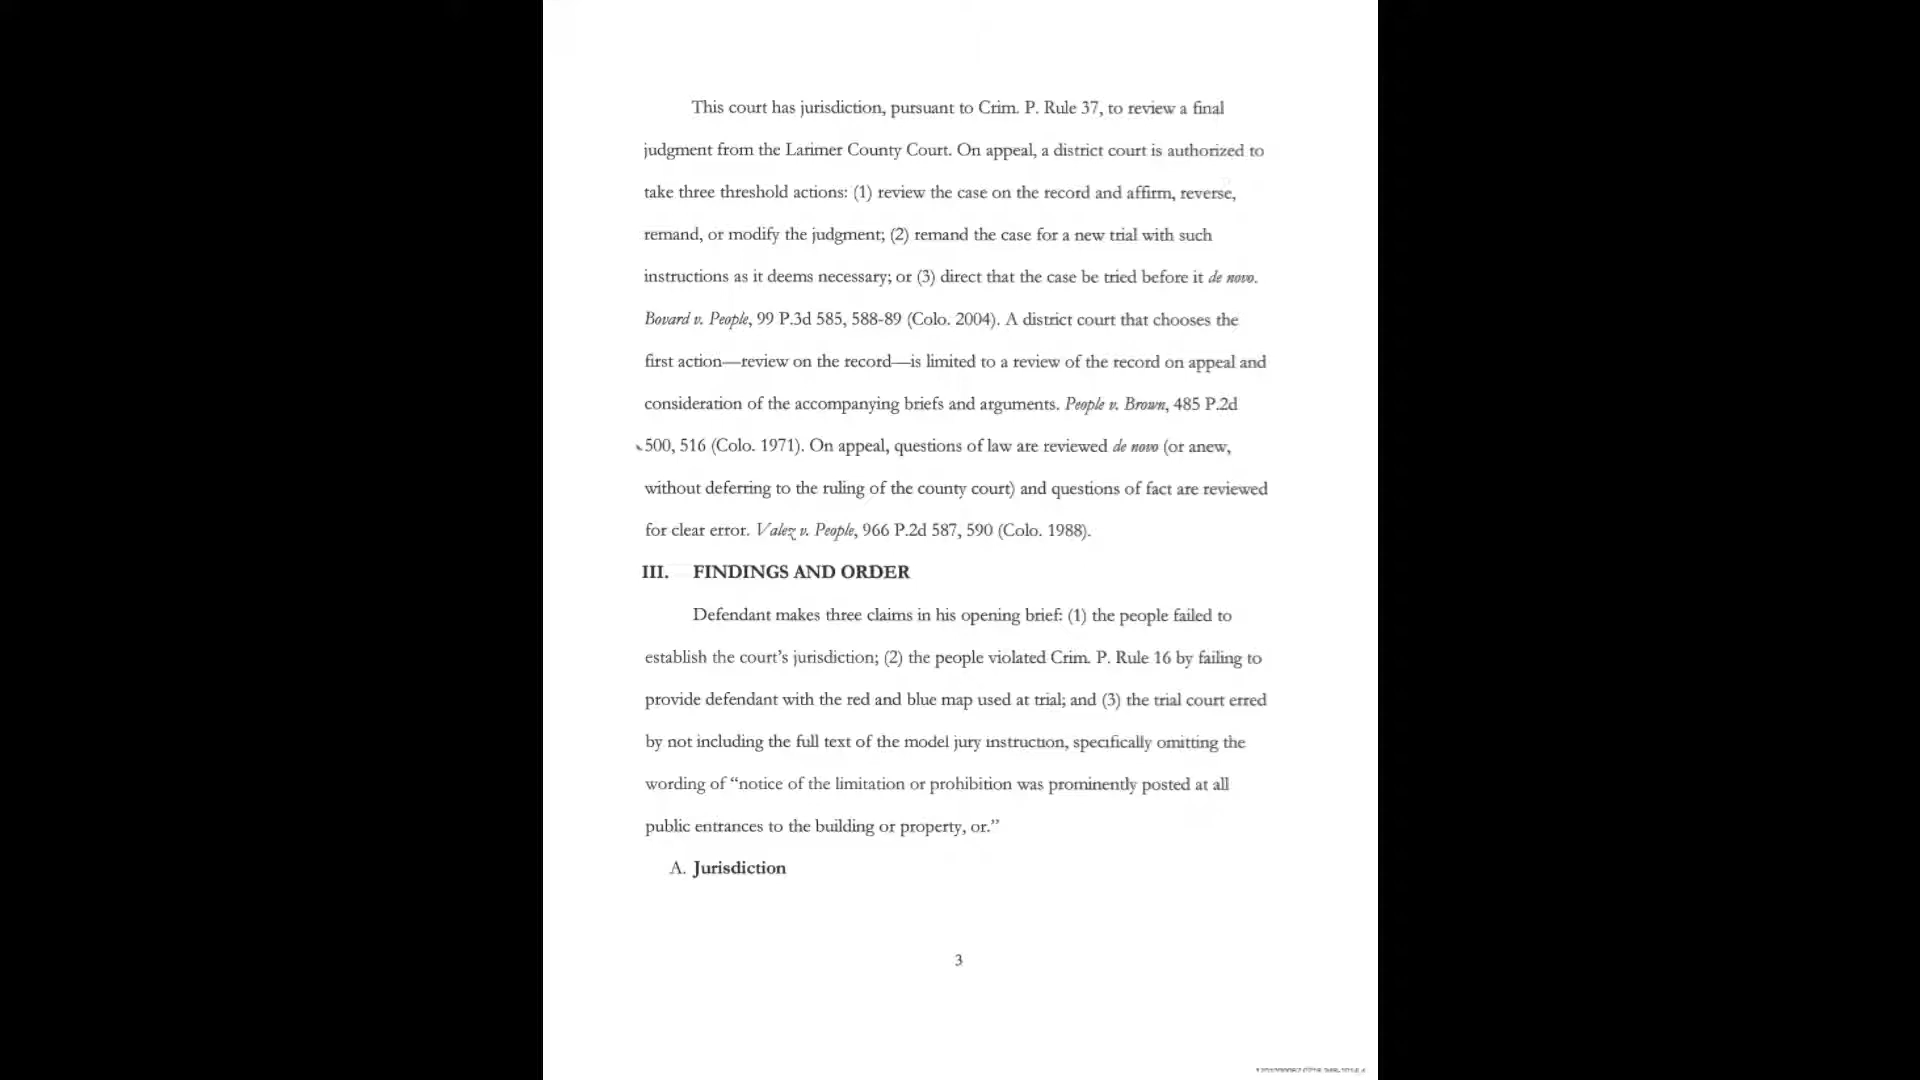 This court has jurisdiction, pursuant to Crim. P. Rule 37, to review a final
judgment from the Larimer County Court. On appeal, a district court is authorized to
take three threshold actions: (1) review the case on the record and affirm, reverse,
remand, or modify the judgment; (2) remand the case for a new trial with such
instructions as it deems necessary; or (3) direct that the case be tried before it de novo.
Bovard v. People, 99 P.3d 585, 588-89 (Colo. 2004). A district court that chooses the
first action—review on the record—is limited to a review of the record on appeal and
consideration of the accompanying briefs and arguments. People v. Brown, 485 P.2d
500, 516 (Colo. 1971). On appeal, questions of law are reviewed de novo (or anew,
without deferring to the ruling of the county court) and questions of fact are reviewed
for clear error. Valez v. People, 966 P.2d 587, 590 (Colo. 1988).
III. FINDINGS AND ORDER
Defendant makes three claims in his opening brief: (1) the people failed to
establish the court's jurisdiction; (2) the people violated Crim. P. Rule 16 by failing to
provide defendant with the red and blue map used at trial; and (3) the trial court erred
by not including the full text of the model jury instruction, specifically omitting the
wording of “notice of the limitation or prohibition was prominently posted at all
public entrances to the building or property, or.”
A. Jurisdiction
3